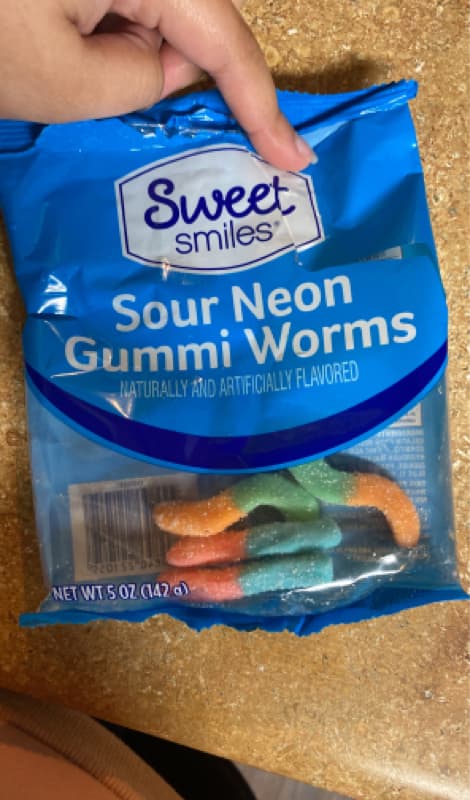 Sweet
smiles®
Sour Neon
Gummi Worms
NATURALLY AND ARTIFICIALLY FLAVORED
NET WT 5 OZ (142 g)